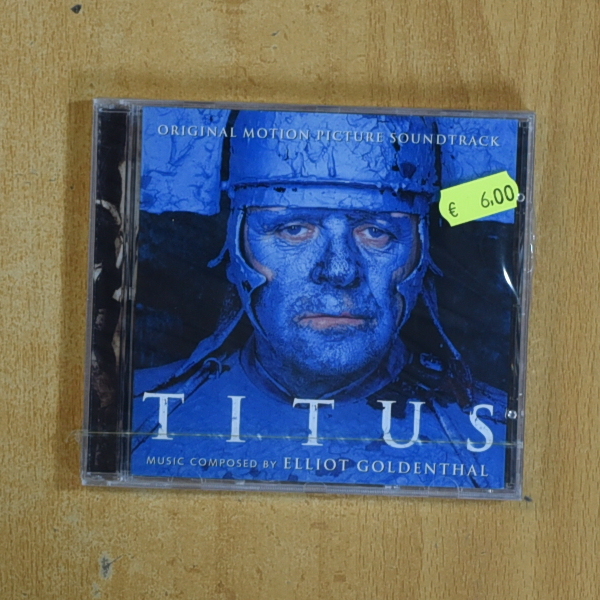 ORIGINAL MOTION PICTURE SOUNDTRACK
€ 6.00
TITUS
MUSIC COMPOSED BY ELLIOT GOLDENTHAL